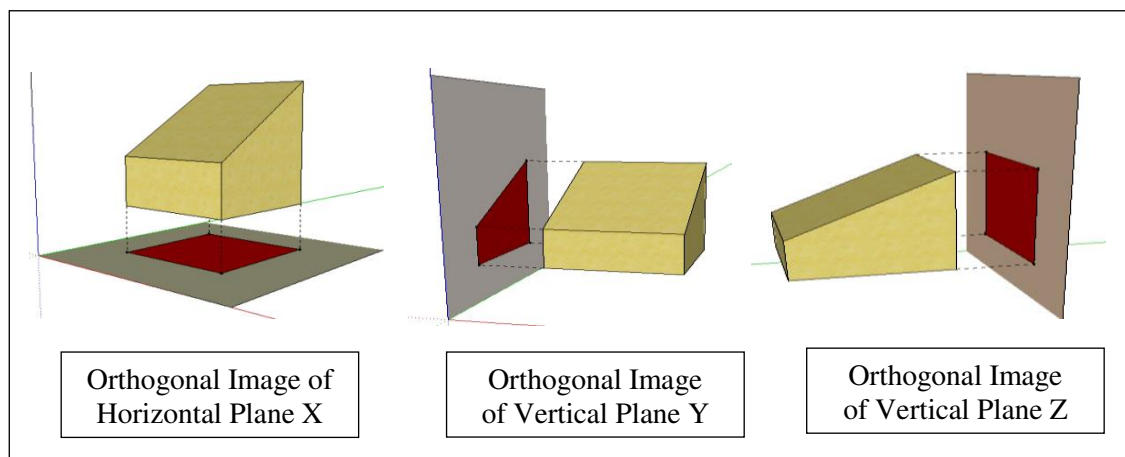 Orthogonal Image of
Horizontal Plane X
Orthogonal Image
of Vertical Plane Y
Orthogonal Image
of Vertical Plane Z